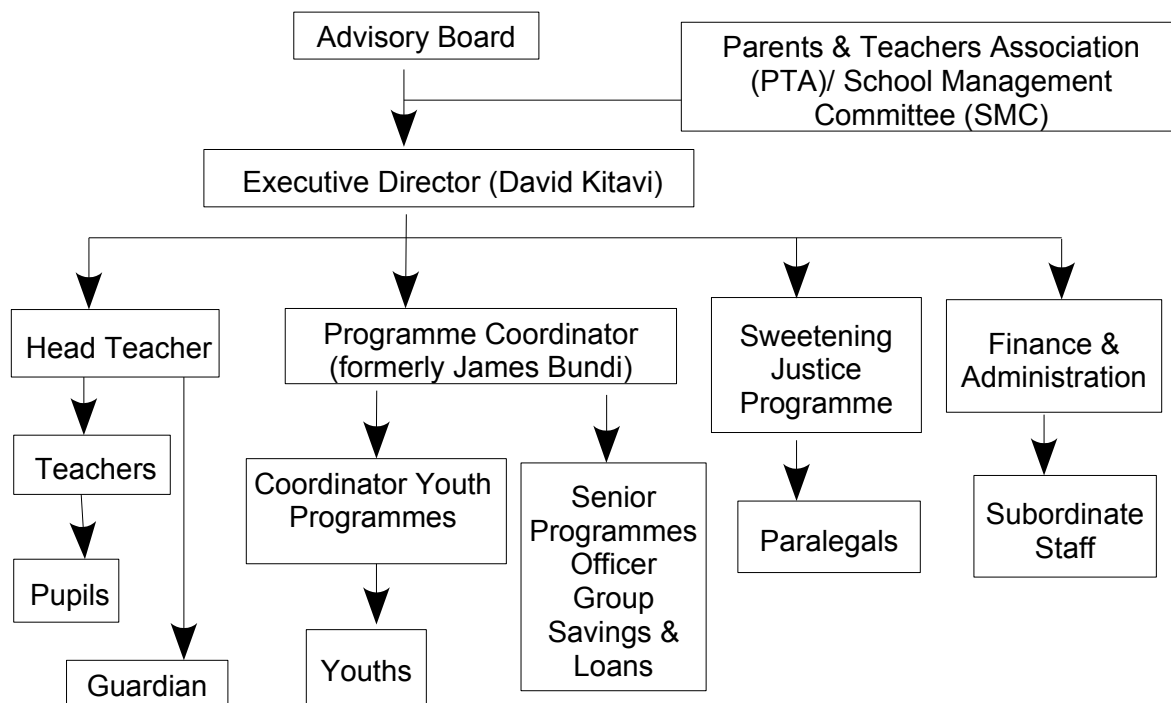 Advisory Board
Parents & Teachers Association
(PTA)/ School Management
Committee (SMC)
Executive Director (David Kitavi)
Head Teacher
Programme Coordinator
(formerly James Bundi)
Sweetening
Justice
Programme
Finance &
Administration
Teachers
Coordinator Youth
Programmes
Senior
Programmes
Officer
Group
Savings &
Loans
Paralegals
Subordinate
Staff
Pupils
Youths
Guardian